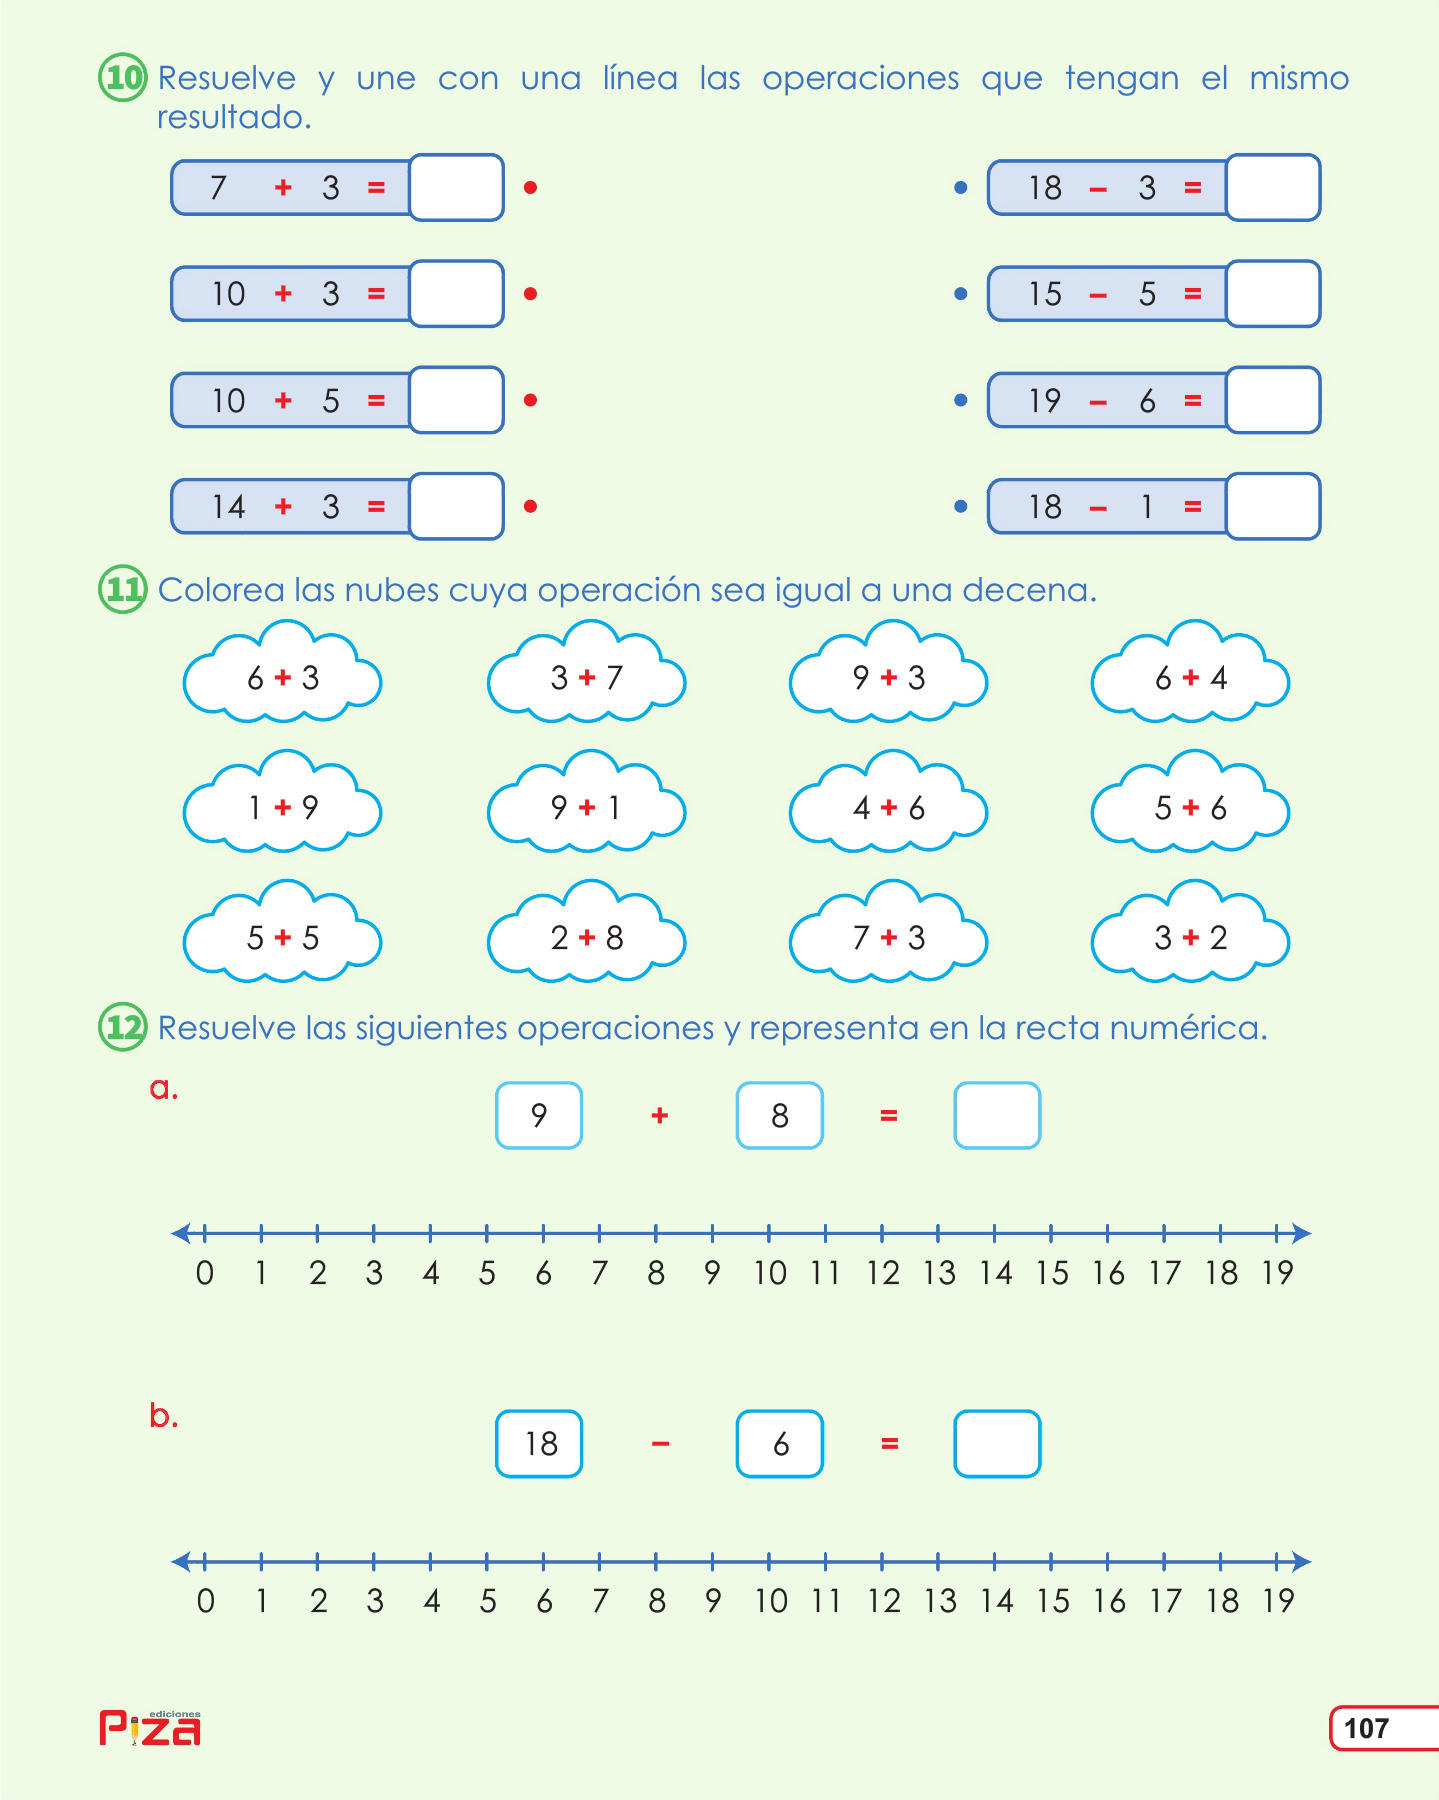 10 Resuelve y une con una línea las operaciones que tengan el mismo
resultado.
7 + 3 = 18 – 3 =
10 + 3 = 15 – 5 =
10 + 5 = 19 – 6 =
14 + 3 = 18 – 1 =
11 Colorea las nubes cuya operación sea igual a una decena.
6 + 3 3 + 7 9 + 3 6 + 4
1 + 9 9 + 1 4 + 6 5 + 6
5 + 5 2 + 8 7 + 3 3 + 2
12 Resuelve las siguientes operaciones y representa en la recta numérica.
a.
9 + 8 =
0 1 2 3 4 5 6 7 8 9 10 11 12 13 14 15 16 17 18 19
b.
18 – 6 =
0 1 2 3 4 5 6 7 8 9 10 11 12 13 14 15 16 17 18 19
ediciones
Piza
107